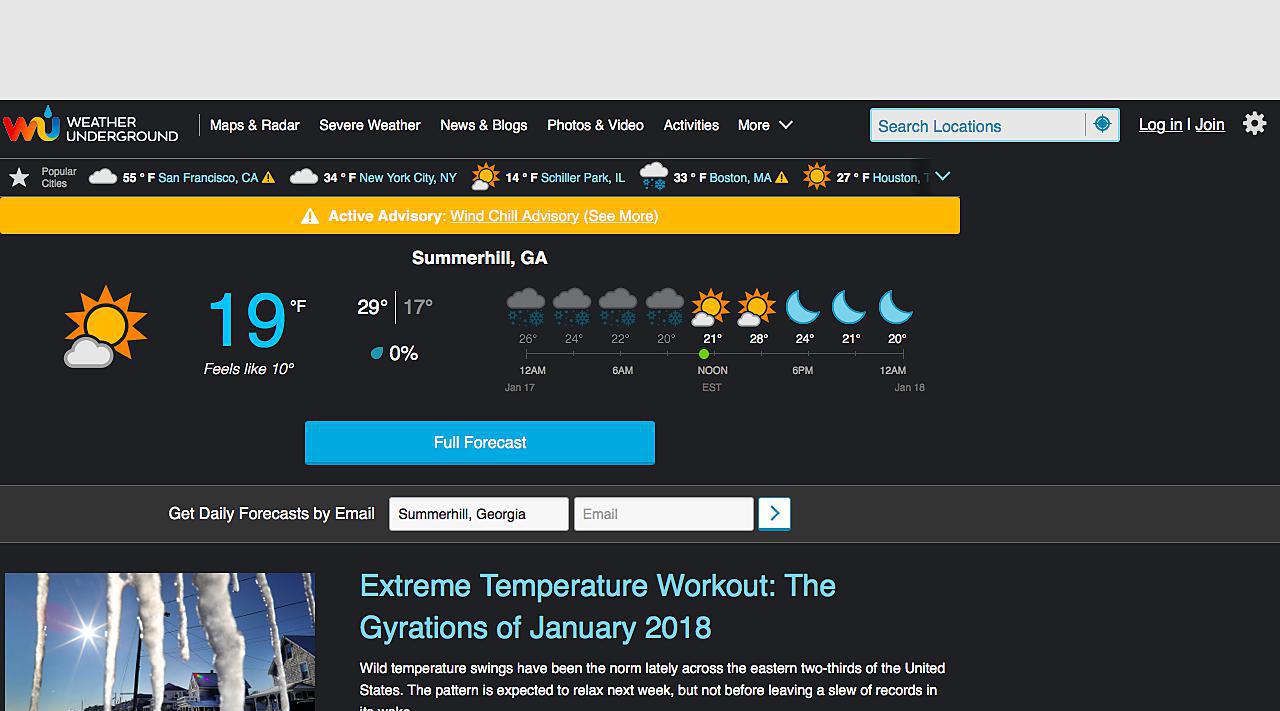 WEATHER
UNDERGROUND
Maps & Radar Severe Weather News & Blogs Photos & Video Activities More
Search Locations
Log in | Join
Popular
Cities
55 ° F San Francisco, CA
34 ° F New York City, NY
14 ° F Schiller Park, IL
33 ° F Boston, MA
27 ° F Houston, T
Active Advisory: Wind Chill Advisory (See More)
Summerhill, GA
19 °F
Feels like 10°
29° | 17°
0%
26° 24° 22° 20° 21° 28° 24° 21° 20°
12AM 6AM NOON 6PM 12AM
Jan 17 EST Jan 18
Full Forecast
Get Daily Forecasts by Email Summerhill, Georgia Email
Extreme Temperature Workout: The
Gyrations of January 2018
Wild temperature swings have been the norm lately across the eastern two-thirds of the United
States. The pattern is expected to relax next week, but not before leaving a slew of records in
its wake.